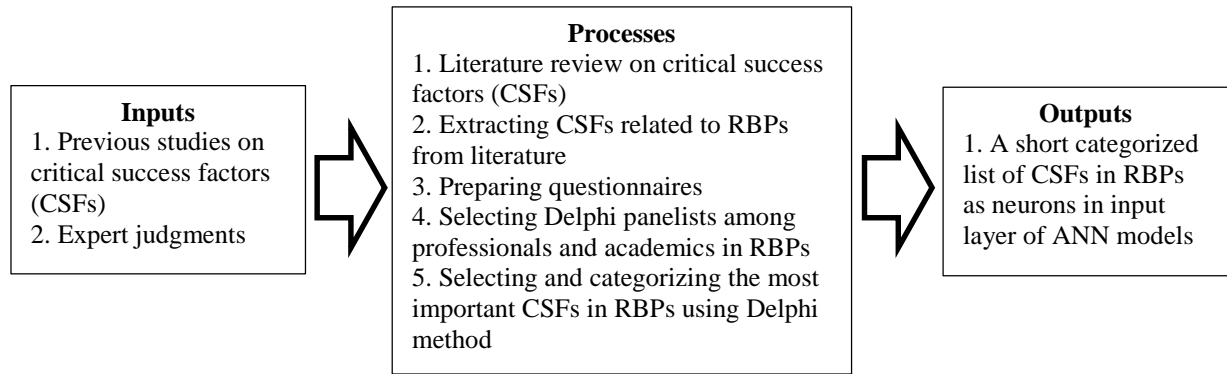 Inputs
1. Previous studies on
critical success factors
(CSFs)
2. Expert judgments
Processes
1. Literature review on critical success
factors (CSFs)
2. Extracting CSFs related to RBPs
from literature
3. Preparing questionnaires
4. Selecting Delphi panelists among
professionals and academics in RBPs
5. Selecting and categorizing the most
important CSFs in RBPs using Delphi
method
Outputs
1. A short categorized
list of CSFs in RBPs
as neurons in input
layer of ANN models